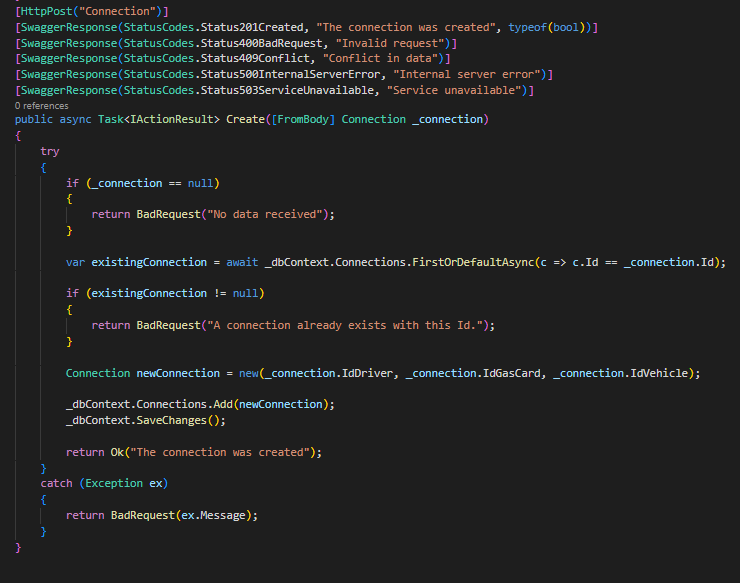 [HttpPost("Connection")]
[SwaggerResponse(StatusCodes.Status201Created, "The connection was created", typeof(bool))]
[SwaggerResponse(StatusCodes.Status400BadRequest, "Invalid request")]
[SwaggerResponse(StatusCodes.Status409Conflict, "Conflict in data")]
[SwaggerResponse(StatusCodes.Status500InternalServerError, "Internal server error")]
[SwaggerResponse(StatusCodes.Status503ServiceUnavailable, "Service unavailable")]
0 references
public async Task<IActionResult> Create([FromBody] Connection _connection)
{
try
{
if (_connection == null)
{
return BadRequest("No data received");
}
var existingConnection = await _dbContext.Connections.FirstOrDefaultAsync(c => c.Id == _connection.Id);
if (existingConnection != null)
{
return BadRequest("A connection already exists with this Id.");
}
Connection newConnection = new(_connection.IdDriver, _connection.IdGasCard, _connection.IdVehicle);
_dbContext.Connections.Add(newConnection);
_dbContext.SaveChanges();
return Ok("The connection was created");
}
catch (Exception ex)
{
return BadRequest(ex.Message);
}
}